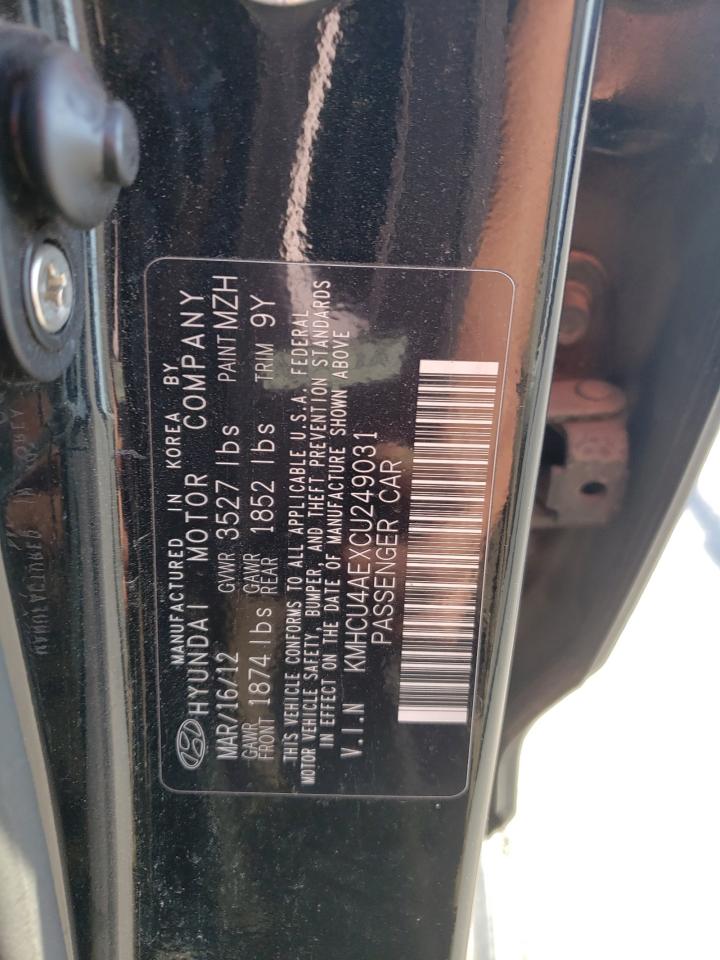 MANUFACTURED IN KOREA BY
HYUNDAI MOTOR COMPANY
MAR/16/12 GVWR 3527 lbs PAINT MZH
GAWR FRONT 1874 lbs GAWR REAR 1852 lbs TRIM 9Y
THIS VEHICLE CONFORMS TO ALL APPLICABLE U.S.A. FEDERAL
MOTOR VEHICLE SAFETY, BUMPER, AND THEFT PREVENTION STANDARDS
IN EFFECT ON THE DATE OF MANUFACTURE SHOWN ABOVE
V.I.N KMHCU4AEXCU249031
PASSENGER CAR